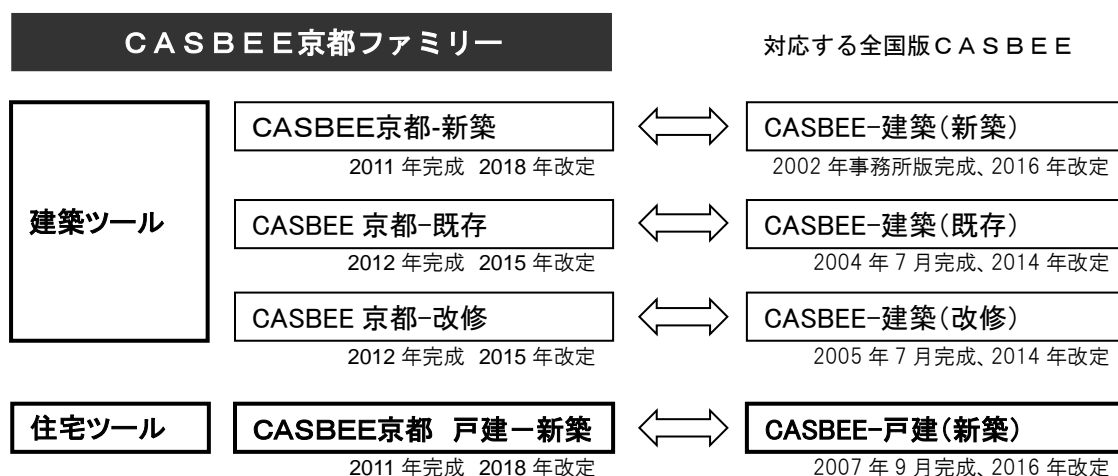 CASBEE京都ファミリー 対応する全国版CASBEE
CASBEE京都-新築 CASBEE-建築(新築)
2011 年完成 2018 年改定 2002 年事務所版完成、2016 年改定
建築ツール CASBEE 京都-既存 CASBEE-建築(既存)
2012 年完成 2015 年改定 2004 年 7 月完成、2014 年改定
CASBEE 京都-改修 CASBEE-建築(改修)
2012 年完成 2015 年改定 2005 年 7 月完成、2014 年改定
住宅ツール CASBEE京都 戸建-新築 CASBEE-戸建(新築)
2011 年完成 2018 年改定 2007 年 9 月完成、2016 年改定